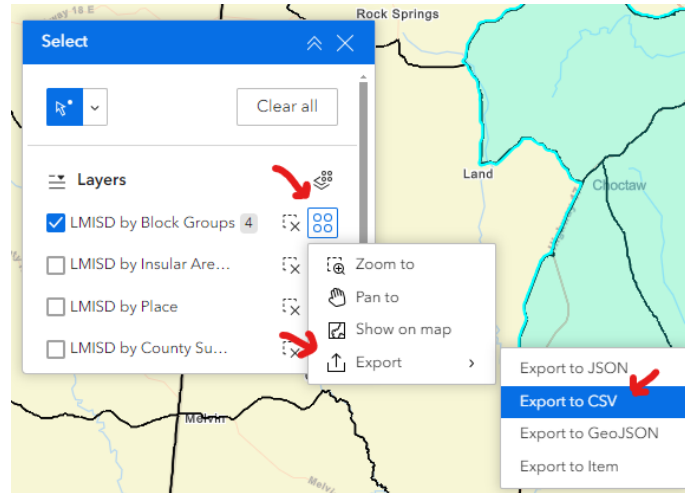 way 18 E
Rock Springs
Select
Clear all
Layers
Land
Choctaw
LMISD by Block Groups 4
LMISD by Insular Are...
Zoom to
LMISD by Place
Pan to
Show on map
LMISD by County Su...
Export
Export to JSON
Export to CSV
Melvin
Export to GeoJSON
Export to Item